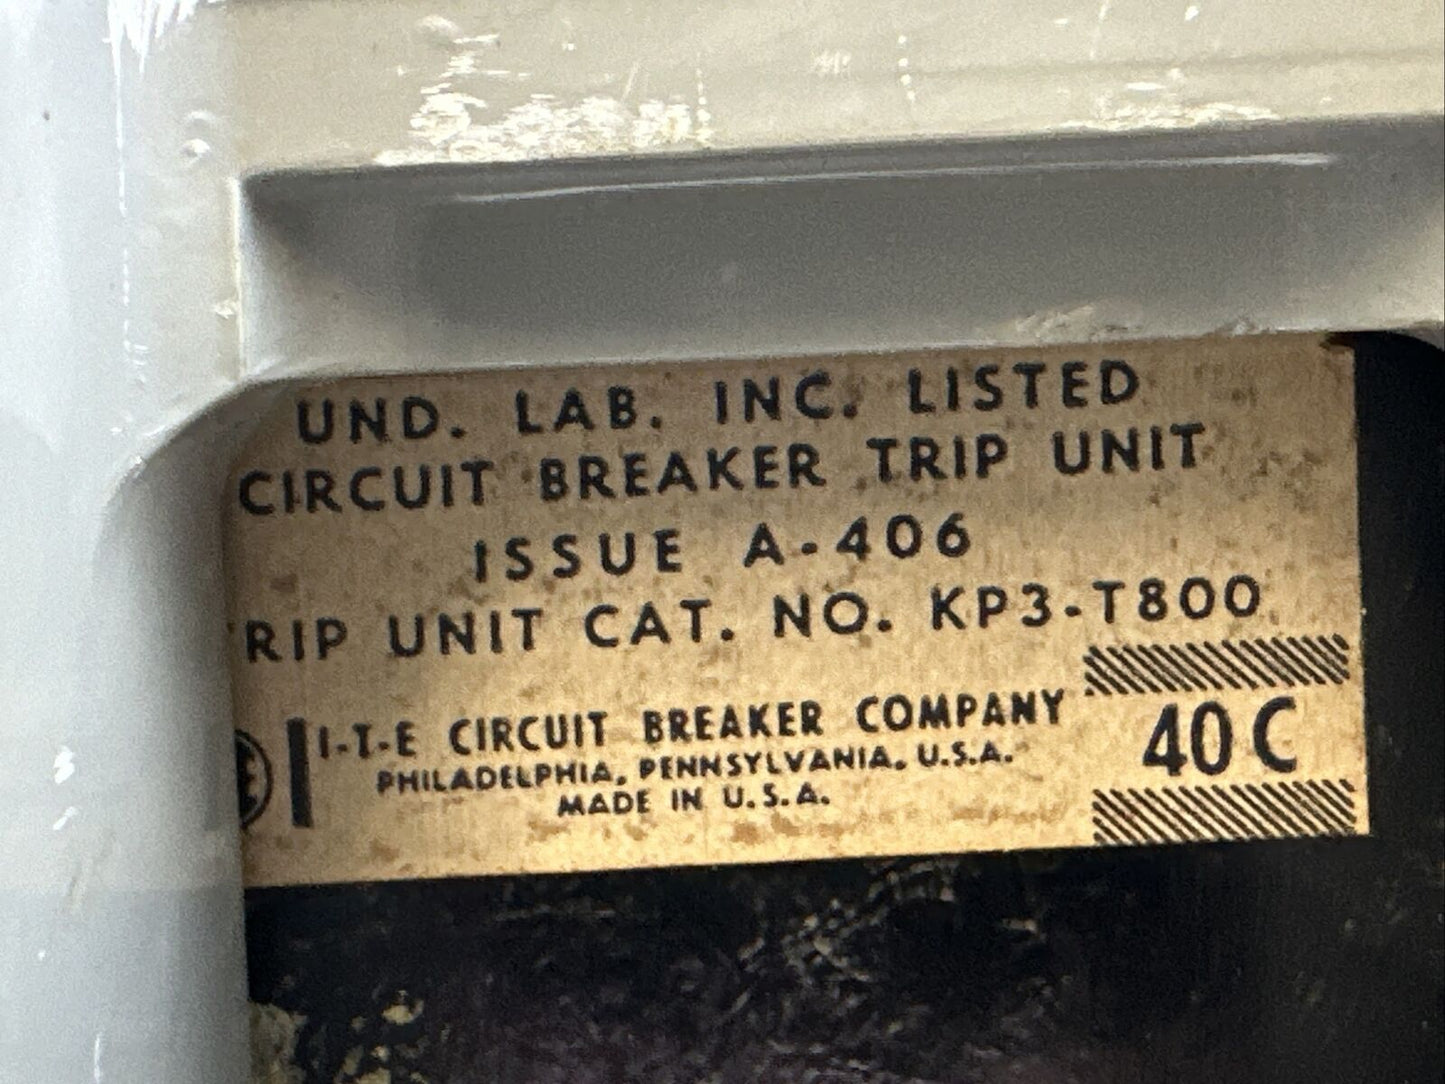 UND. LAB. INC. LISTED
CIRCUIT BREAKER TRIP UNIT
ISSUE A-406
RIP UNIT CAT. NO. KP3-T800
I-T-E CIRCUIT BREAKER COMPANY
PHILADELPHIA, PENNSYLVANIA, U.S.A.
MADE IN U.S.A.
40 C